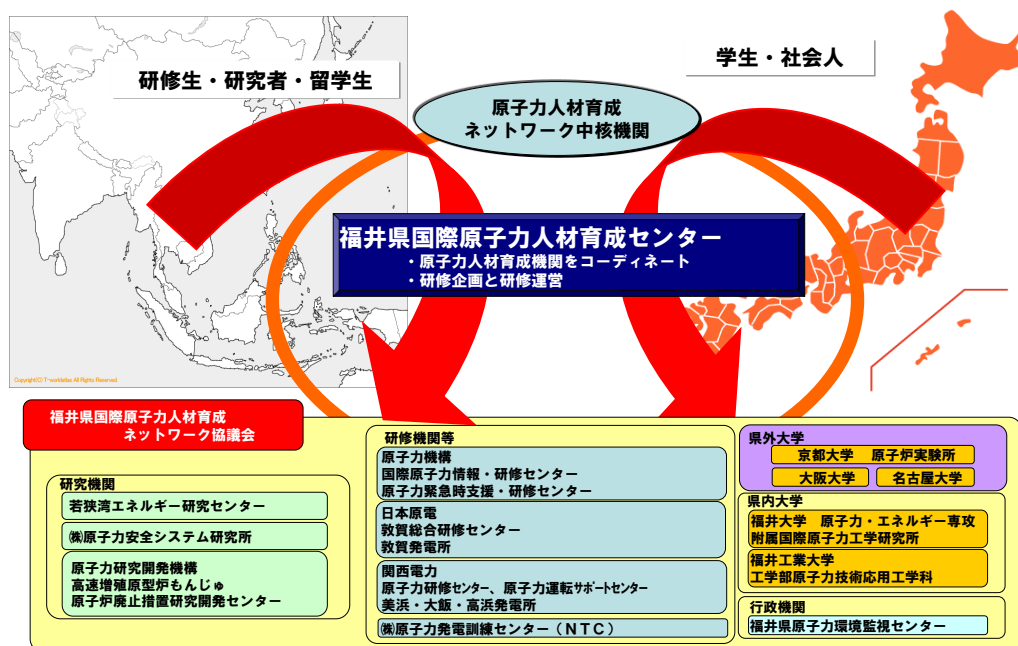 研修生・研究者・留学生
学生・社会人
原子力人材育成
ネットワーク中核機関
福井県国際原子力人材育成センター
・原子力人材育成機関をコーディネート
・研修企画と研修運営
Copyright(C) T-worldatlas All Rights Reserved.
福井県国際原子力人材育成
ネットワーク協議会
研究機関
若狭湾エネルギー研究センター
㈱原子力安全システム研究所
原子力研究開発機構
高速増殖原型炉もんじゅ
原子炉廃止措置研究開発センター
研修機関等
原子力機構
国際原子力情報・研修センター
原子力緊急時支援・研修センター
日本原電
敦賀総合研修センター
敦賀発電所
関西電力
原子力研修センター、原子力運転サポートセンター
美浜・大飯・高浜発電所
㈱原子力発電訓練センター(NTC)
県外大学
京都大学 原子炉実験所
大阪大学
名古屋大学
県内大学
福井大学 原子力・エネルギー専攻
附属国際原子力工学研究所
福井工業大学
工学部原子力技術応用工学科
行政機関
福井県原子力環境監視センター